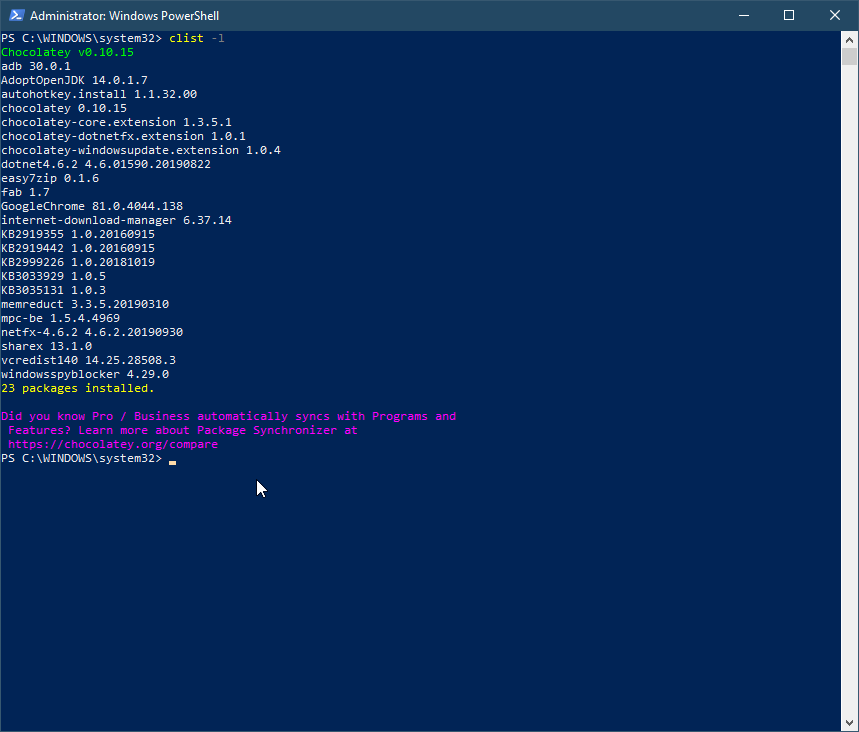 Administrator: Windows PowerShell
PS C:\WINDOWS\system32> clist -l
Chocolatey v0.10.15
adb 30.0.1
AdoptOpenJDK 14.0.1.7
autohotkey.install 1.1.32.00
chocolatey 0.10.15
chocolatey-core.extension 1.3.5.1
chocolatey-dotnetfx.extension 1.0.1
chocolatey-windowsupdate.extension 1.0.4
dotnet4.6.2 4.6.01590.20190822
easy7zip 0.1.6
fab 1.7
GoogleChrome 81.0.4044.138
internet-download-manager 6.37.14
KB2919355 1.0.20160915
KB2919442 1.0.20160915
KB2999226 1.0.20181019
KB3033929 1.0.5
KB3035131 1.0.3
memreduct 3.3.5.20190310
mpc-be 1.5.4.4969
netfx-4.6.2 4.6.2.20190930
sharex 13.1.0
vcredist140 14.25.28508.3
windowsspyblocker 4.29.0
23 packages installed.
Did you know Pro / Business automatically syncs with Programs and
Features? Learn more about Package Synchronizer at
https://chocolatey.org/compare
PS C:\WINDOWS\system32>